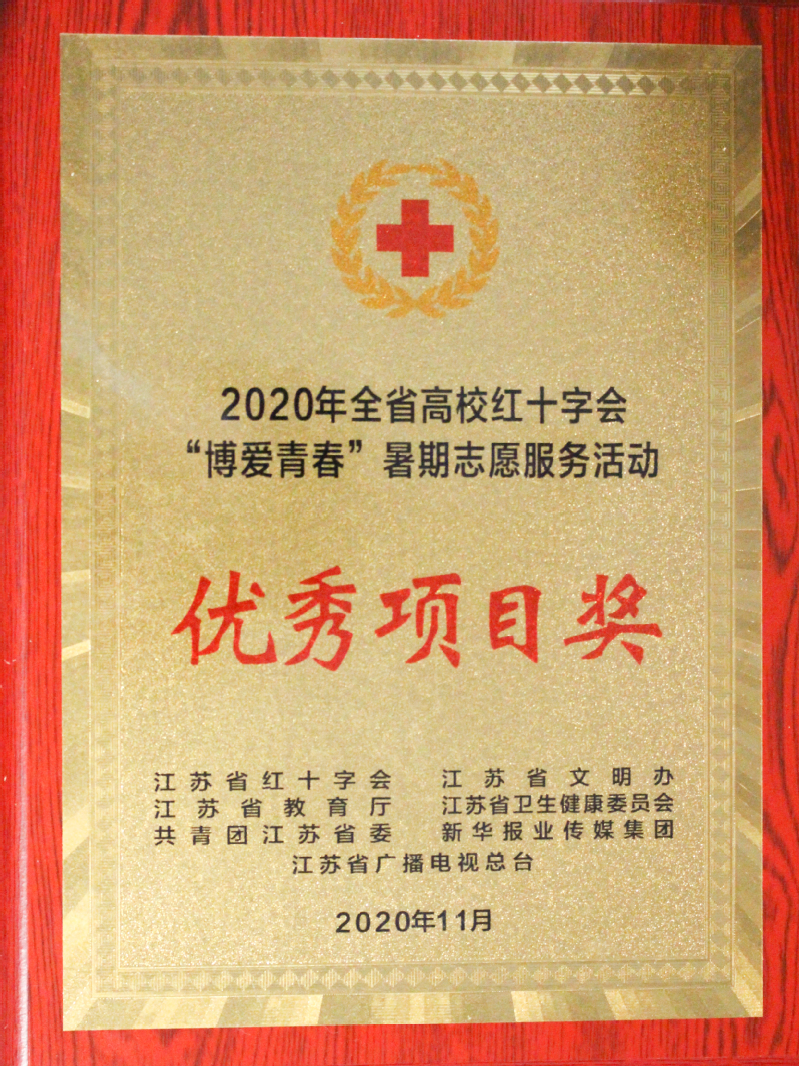 2020年全省高校红十字会
“博爱青春”暑期志愿服务活动
优秀项目奖
江苏省红十字会 江苏省文明办
江苏省教育厅 江苏省卫生健康委员会
共青团江苏省委 新华报业传媒集团
江苏省广播电视总台
2020年11月